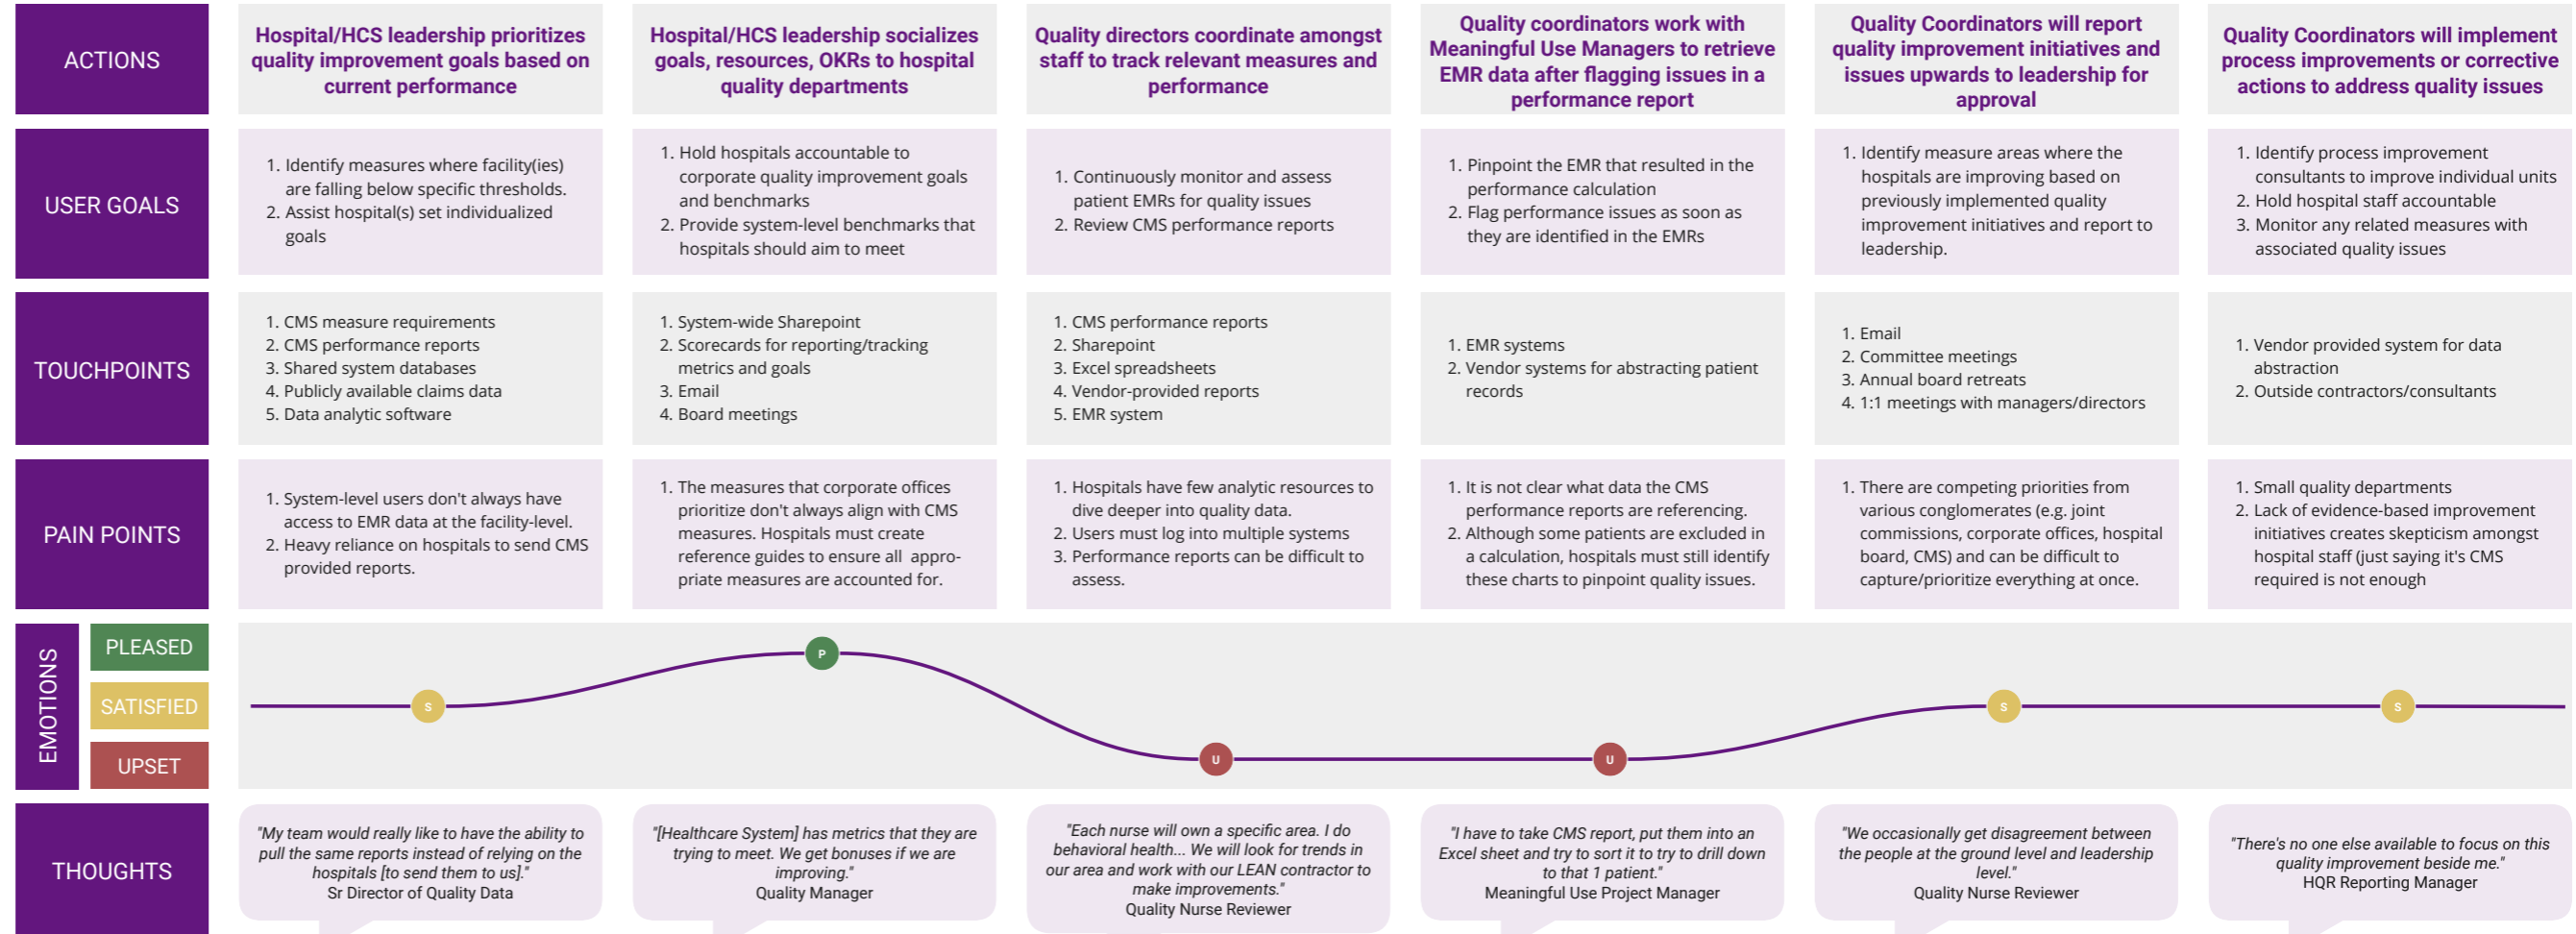 ACTIONS
Hospital/HCS leadership prioritizes
quality improvement goals based on
current performance
Hospital/HCS leadership socializes
goals, resources, OKRs to hospital
quality departments
Quality directors coordinate amongst
staff to track relevant measures and
performance
Quality coordinators work with
Meaningful Use Managers to retrieve
EMR data after flagging issues in a
performance report
Quality Coordinators will report
quality improvement initiatives and
issues upwards to leadership for
approval
Quality Coordinators will implement
process improvements or corrective
actions to address quality issues
USER GOALS
1. Identify measures where facility(ies)
are falling below specific thresholds.
2. Assist hospital(s) set individualized
goals
1. Hold hospitals accountable to
corporate quality improvement goals
and benchmarks
2. Provide system-level benchmarks that
hospitals should aim to meet
1. Continuously monitor and assess
patient EMRs for quality issues
2. Review CMS performance reports
1. Pinpoint the EMR that resulted in the
performance calculation
2. Flag performance issues as soon as
they are identified in the EMRs
1. Identify measure areas where the
hospitals are improving based on
previously implemented quality
improvement initiatives and report to
leadership.
1. Identify process improvement
consultants to improve individual units
2. Hold hospital staff accountable
3. Monitor any related measures with
associated quality issues
TOUCHPOINTS
1. CMS measure requirements
2. CMS performance reports
3. Shared system databases
4. Publicly available claims data
5. Data analytic software
1. System-wide Sharepoint
2. Scorecards for reporting/tracking
metrics and goals
3. Email
4. Board meetings
1. CMS performance reports
2. Sharepoint
3. Excel spreadsheets
4. Vendor-provided reports
5. EMR system
1. EMR systems
2. Vendor systems for abstracting patient
records
1. Email
2. Committee meetings
3. Annual board retreats
4. 1:1 meetings with managers/directors
1. Vendor provided system for data
abstraction
2. Outside contractors/consultants
PAIN POINTS
1. System-level users don't always have
access to EMR data at the facility-level.
2. Heavy reliance on hospitals to send CMS
provided reports.
1. The measures that corporate offices
prioritize don't always align with CMS
measures. Hospitals must create
reference guides to ensure all appro-
priate measures are accounted for.
1. Hospitals have few analytic resources to
dive deeper into quality data.
2. Users must log into multiple systems
3. Performance reports can be difficult to
assess.
1. It is not clear what data the CMS
performance reports are referencing.
2. Although some patients are excluded in
a calculation, hospitals must still identify
these charts to pinpoint quality issues.
1. There are competing priorities from
various conglomerates (e.g. joint
commissions, corporate offices, hospital
board, CMS) and can be difficult to
capture/prioritize everything at once.
1. Small quality departments
2. Lack of evidence-based improvement
initiatives creates skepticism amongst
hospital staff (just saying it's CMS
required is not enough
EMOTIONS
PLEASED
SATISFIED
UPSET
S
P
U
U
S
S
THOUGHTS
"My team would really like to have the ability to
pull the same reports instead of relying on the
hospitals [to send them to us]."
Sr Director of Quality Data
"[Healthcare System] has metrics that they are
trying to meet. We get bonuses if we are
improving."
Quality Manager
"Each nurse will own a specific area. I do
behavioral health... We will look for trends in
our area and work with our LEAN contractor to
make improvements."
Quality Nurse Reviewer
"I have to take CMS report, put them into an
Excel sheet and try to sort it to try to drill down
to that 1 patient."
Meaningful Use Project Manager
"We occasionally get disagreement between
the people at the ground level and leadership
level."
Quality Nurse Reviewer
"There's no one else available to focus on this
quality improvement beside me."
HQR Reporting Manager